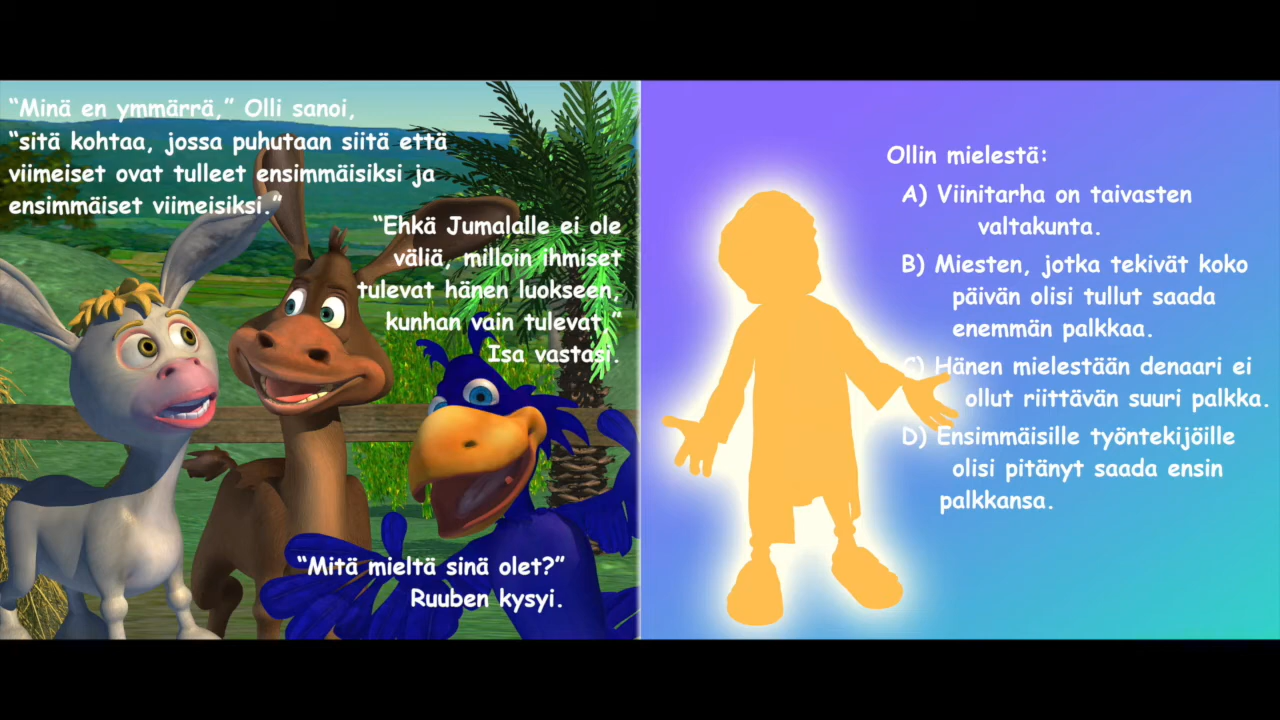 “Minä en ymmärrä,” Olli sanoi,
“sitä kohtaa, jossa puhutaan siitä että
viimeiset ovat tulleet ensimmäisiksi ja
ensimmäiset viimeisiksi.”
“Ehkä Jumalalle ei ole
väliä, milloin ihmiset
tulevat hänen luokseen,
kunhan vain tulevat,”
Isa vastasi.
“Mitä mieltä sinä olet?”
Ruuben kysyi.
Ollin mielestä:
A) Viinitarha on taivasten
valtakunta.
B) Miesten, jotka tekivät koko
päivän olisi tullut saada
enemmän palkkaa.
C) Hänen mielestään denaari ei
ollut riittävän suuri palkka.
D) Ensimmäisille työntekijöille
olisi pitänyt saada ensin
palkkansa.